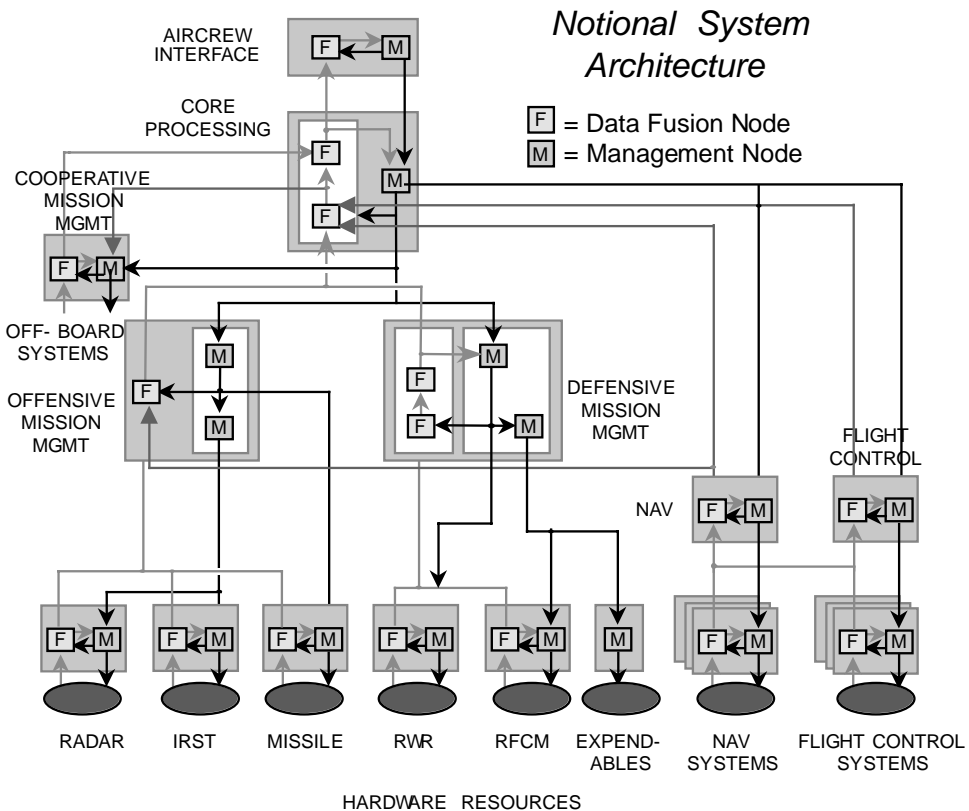 Notional System
Architecture
AIRCREW
INTERFACE
F
M
CORE
PROCESSING
F = Data Fusion Node
M = Management Node
F
M
F
COOPERATIVE
MISSION
MGMT
F
M
OFF- BOARD
SYSTEMS
M
M
F
F
OFFENSIVE
MISSION
MGMT
M
F
M
DEFENSIVE
MISSION
MGMT
FLIGHT
CONTROL
NAV
F
M
F
M
F
M
F
M
F
M
F
M
F
M
M
F
M
F
M
RADAR
IRST
MISSILE
RWR
RFCM
EXPEND-
ABLES
NAV
SYSTEMS
FLIGHT CONTROL
SYSTEMS
HARDWARE RESOURCES